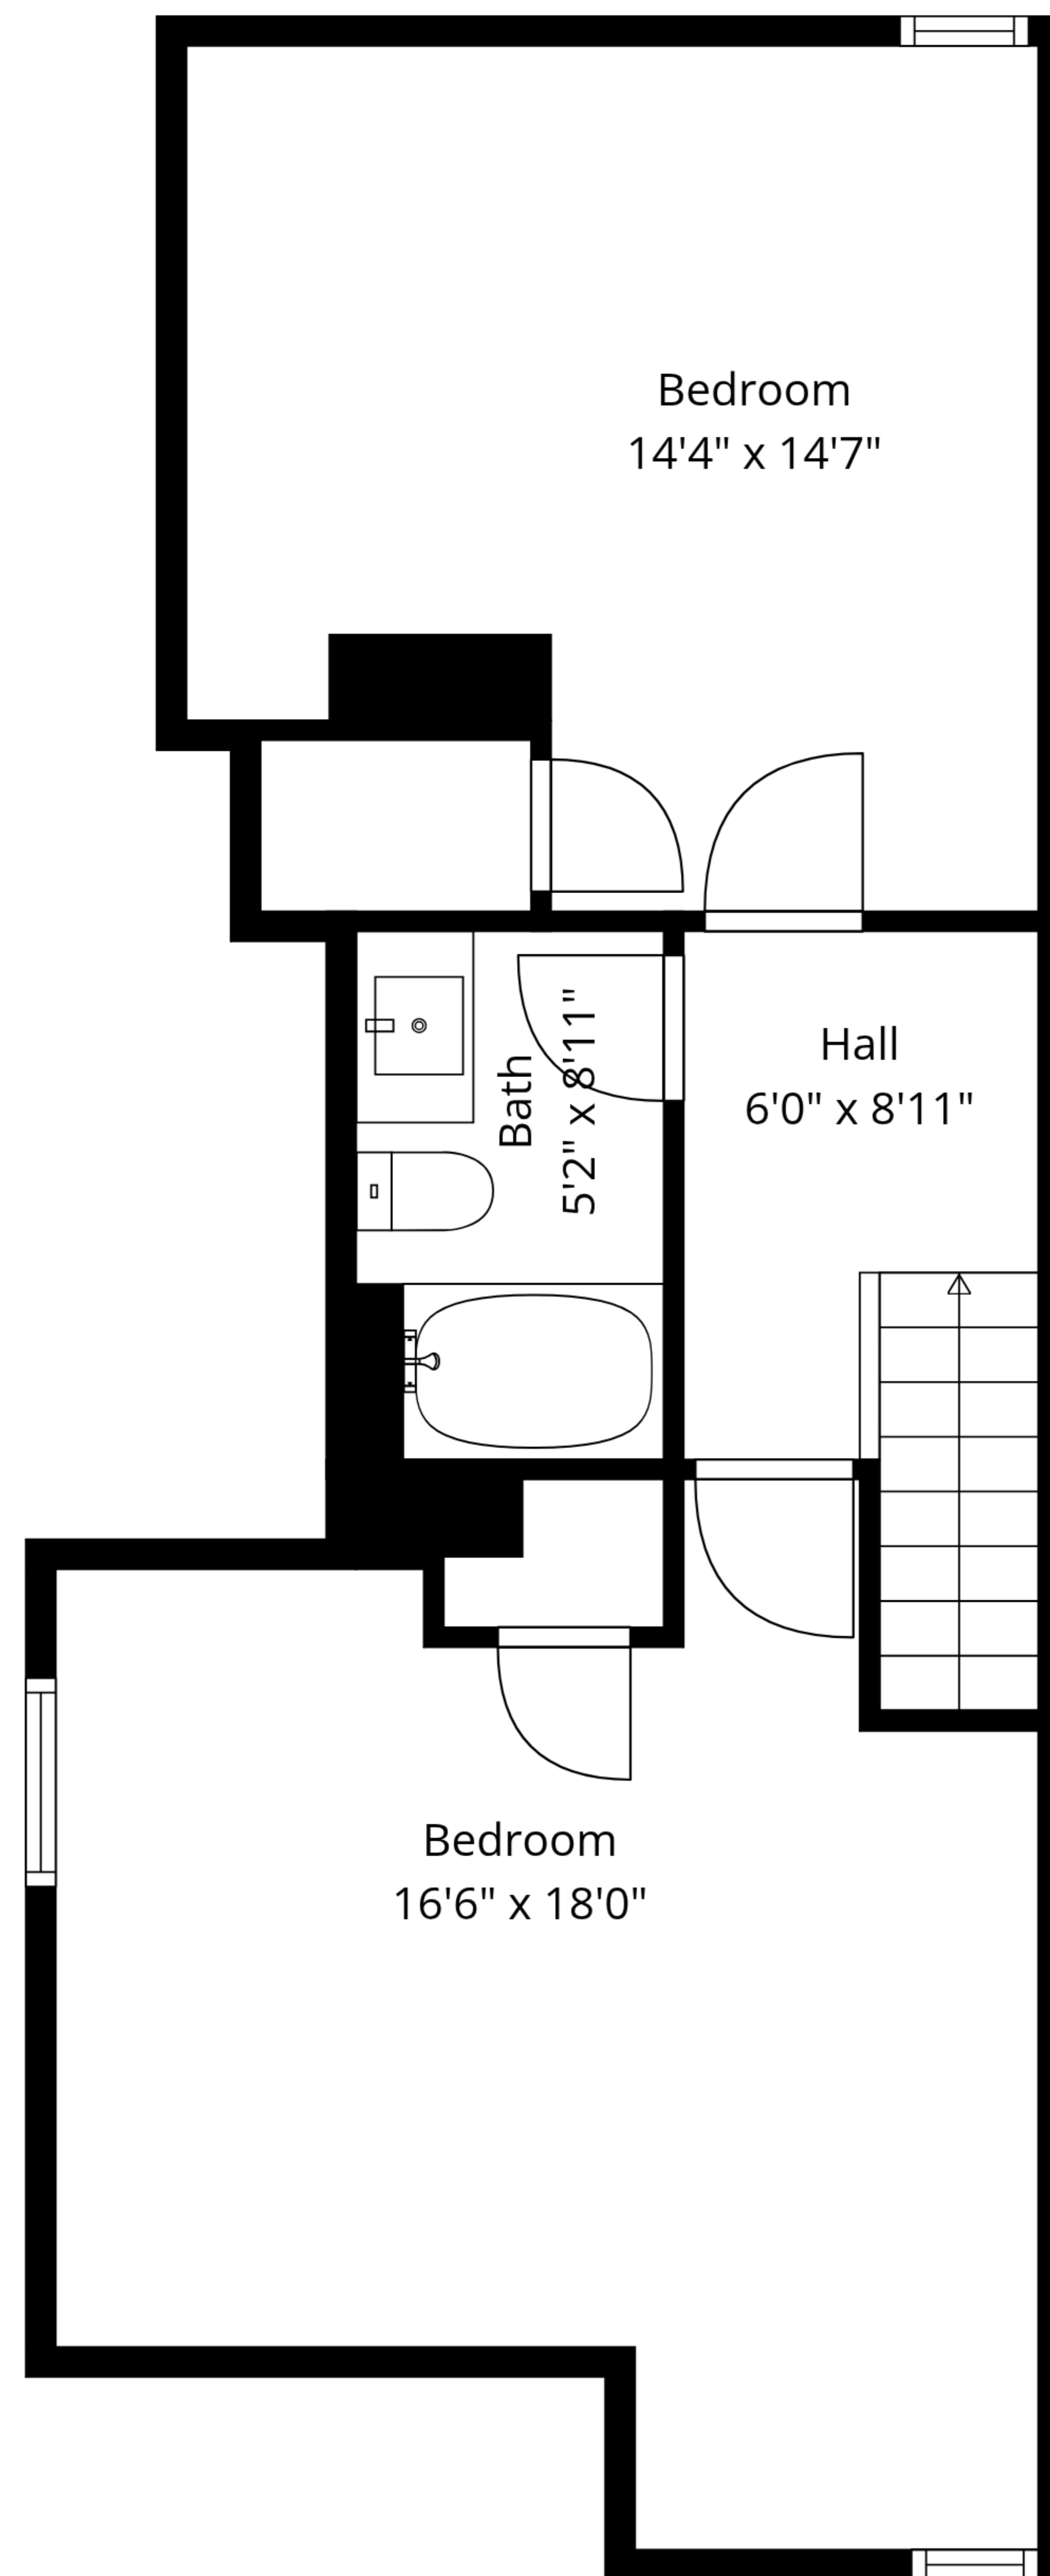 Bedroom
14'4" x 14'7"
Hall
6'0" x 8'11"
Bath
5'2" x 8'11"
Bedroom
16'6" x 18'0"